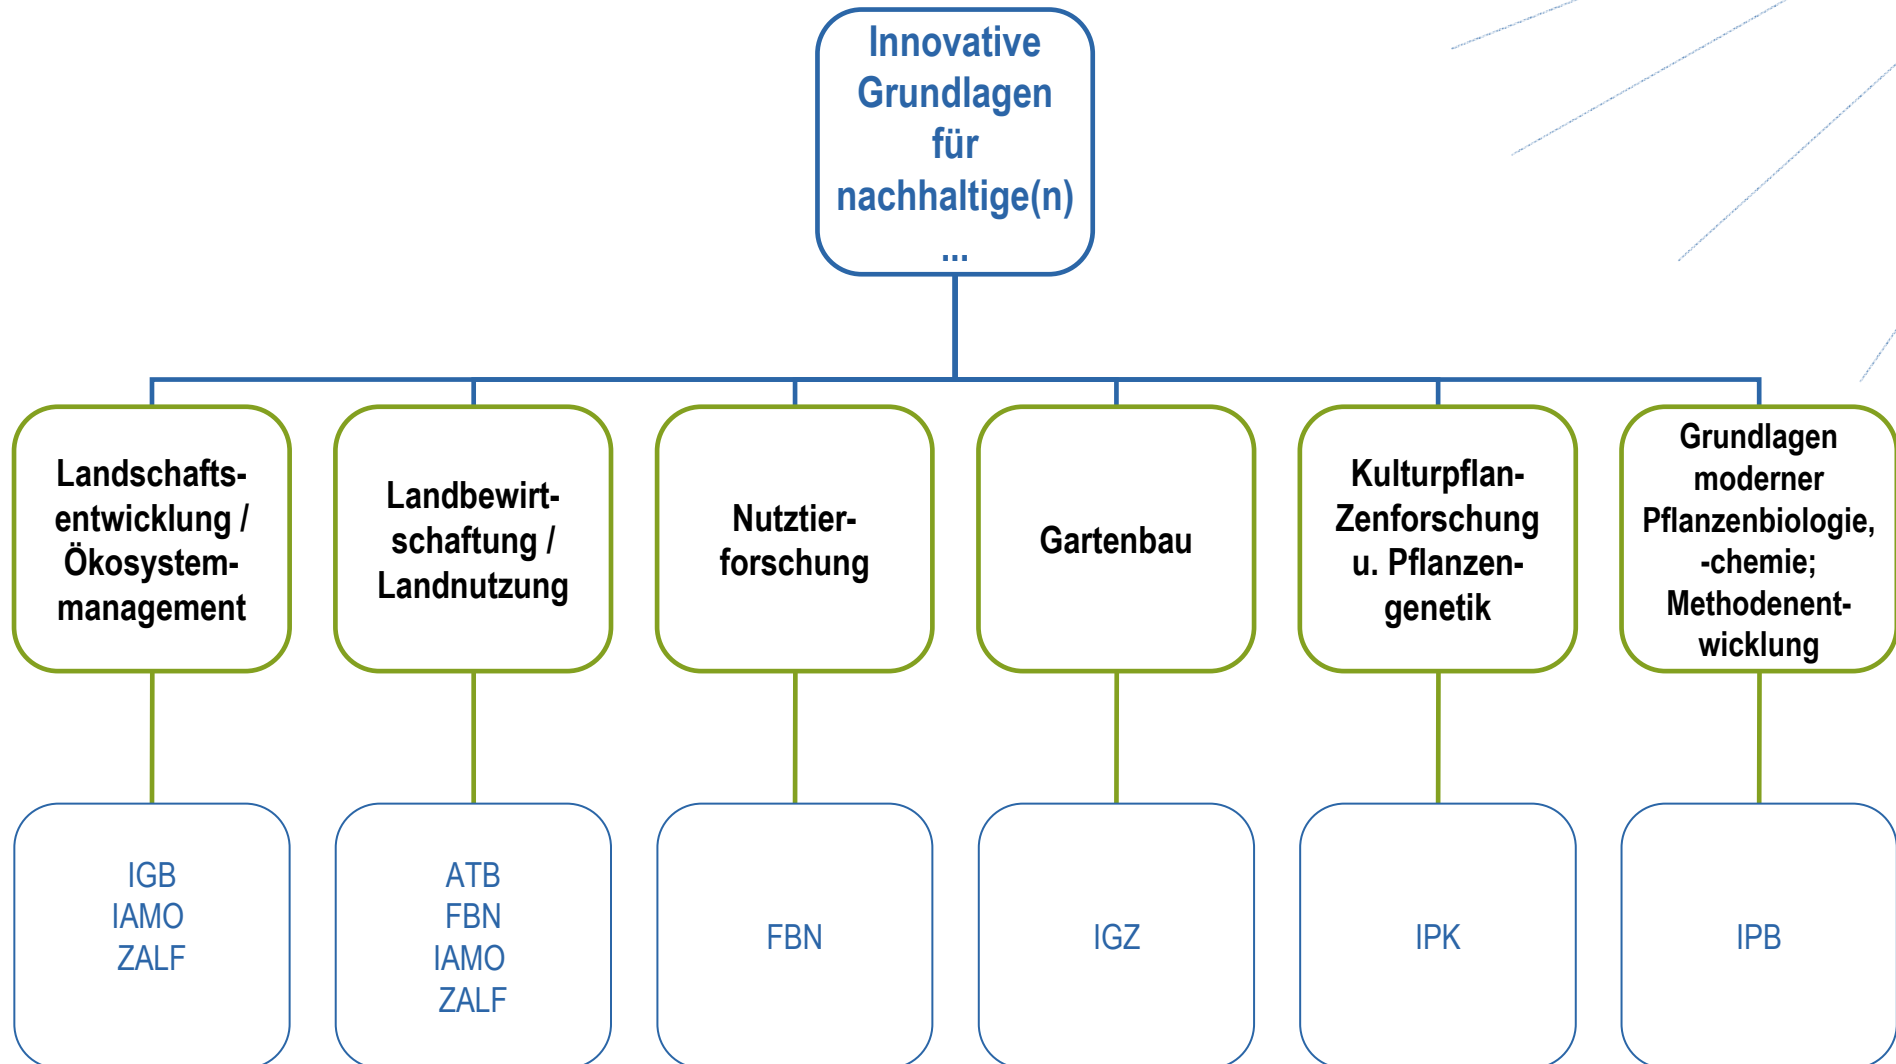 Innovative
Grundlagen
für
nachhaltige(n)
...
Landschafts-
entwicklung /
Ökosystem-
management
Landbewirt-
schaftung /
Landnutzung
Nutztier-
forschung
Gartenbau
Kulturpflan-
Zenforschung
u. Pflanzen-
genetik
Grundlagen
moderner
Pflanzenbiologie,
-chemie;
Methodenent-
wicklung
IGB
IAMO
ZALF
ATB
FBN
IAMO
ZALF
FBN
IGZ
IPK
IPB